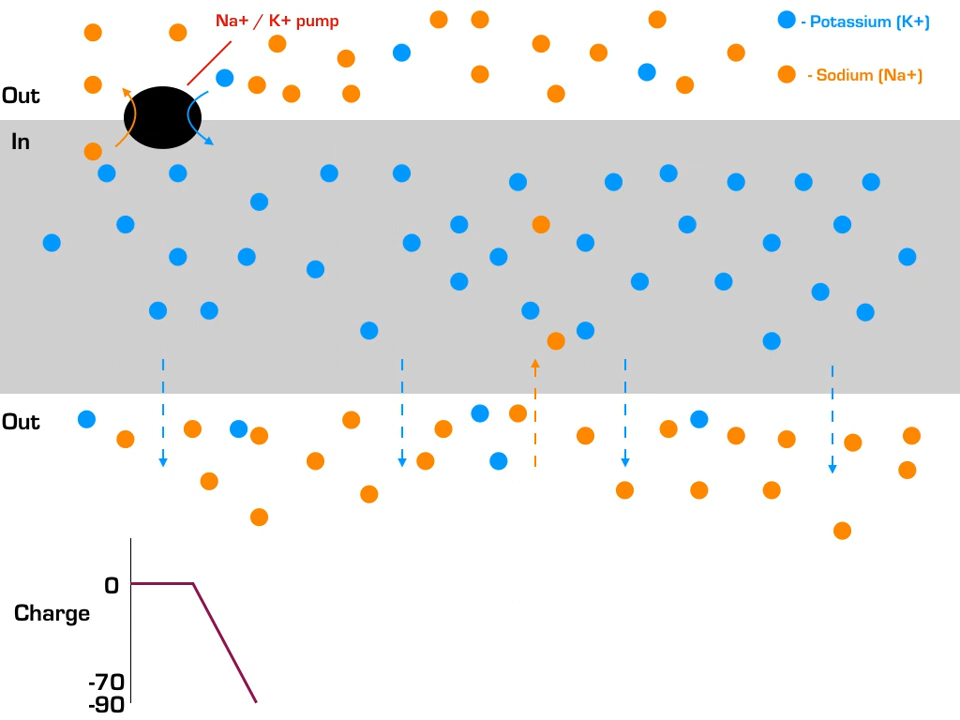 Na+ / K+ pump
- Potassium (K+)
- Sodium (Na+)
Out
In
Out
0
Charge
-70
-90